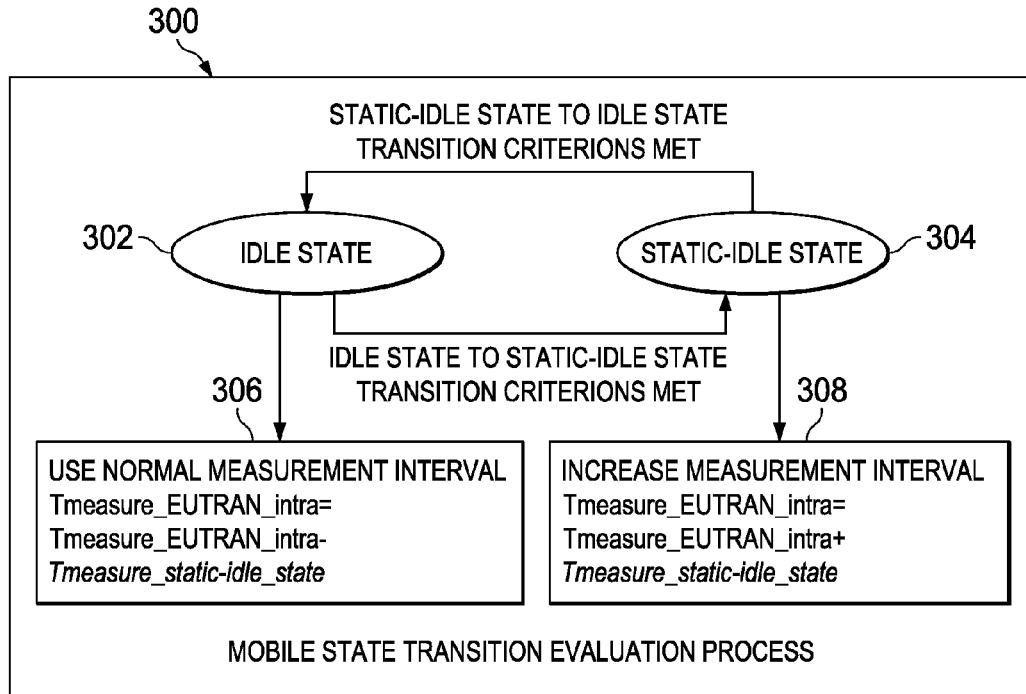 300
STATIC-IDLE STATE TO IDLE STATE
TRANSITION CRITERIONS MET
302
IDLE STATE
STATIC-IDLE STATE
304
IDLE STATE TO STATIC-IDLE STATE
TRANSITION CRITERIONS MET
306
USE NORMAL MEASUREMENT INTERVAL
Tmeasure_EUTRAN_intra=
Tmeasure_EUTRAN_intra-
Tmeasure_static-idle_state
308
INCREASE MEASUREMENT INTERVAL
Tmeasure_EUTRAN_intra=
Tmeasure_EUTRAN_intra+
Tmeasure_static-idle_state
MOBILE STATE TRANSITION EVALUATION PROCESS